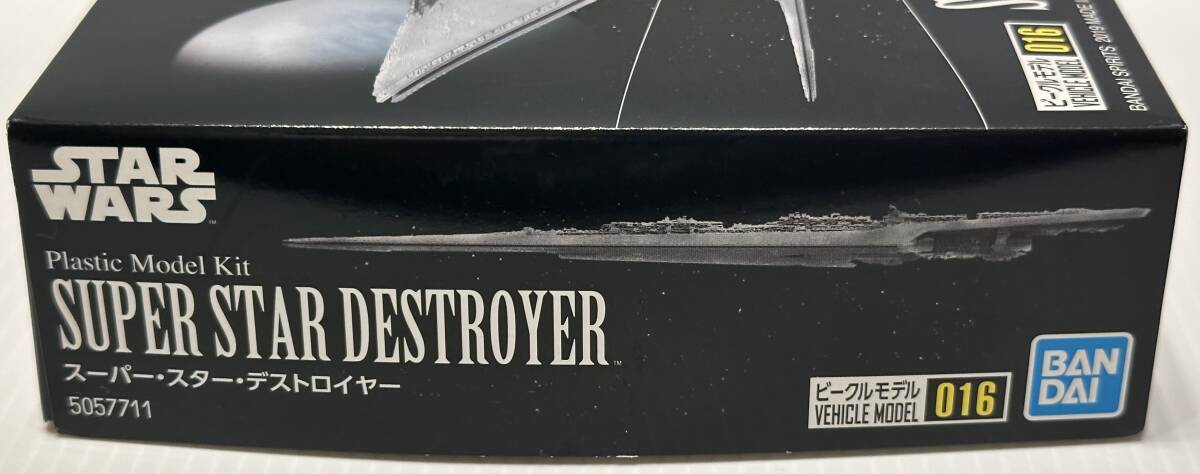 ビークルモデル
VEHICLE MODEL 016
BANDAI SPIRITS 2019 MADE
STAR
WARS
Plastic Model Kit
SUPER STAR DESTROYER™
スーパー・スター・デストロイヤー
5057711
ビークルモデル
VEHICLE MODEL 016
BAN
DAI